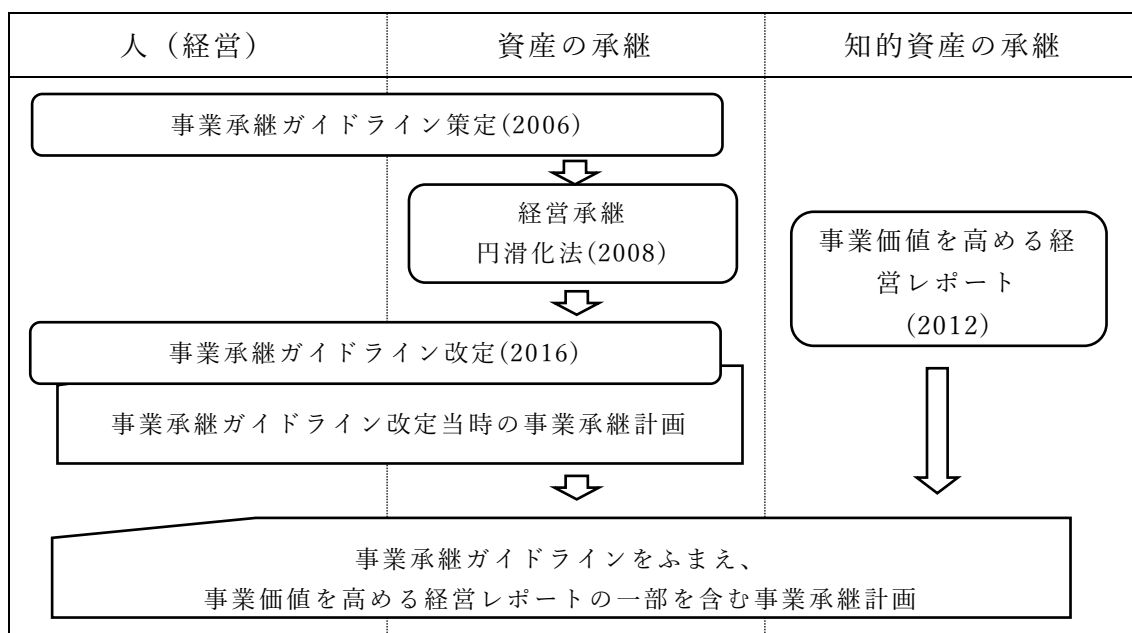 人（経営）
資産の承継
知的資産の承継
事業承継ガイドライン策定(2006)
経営承継
円滑化法(2008)
事業価値を高める経
営レポート
(2012)
事業承継ガイドライン改定(2016)
事業承継ガイドライン改定当時の事業承継計画
事業承継ガイドラインをふまえ、
事業価値を高める経営レポートの一部を含む事業承継計画